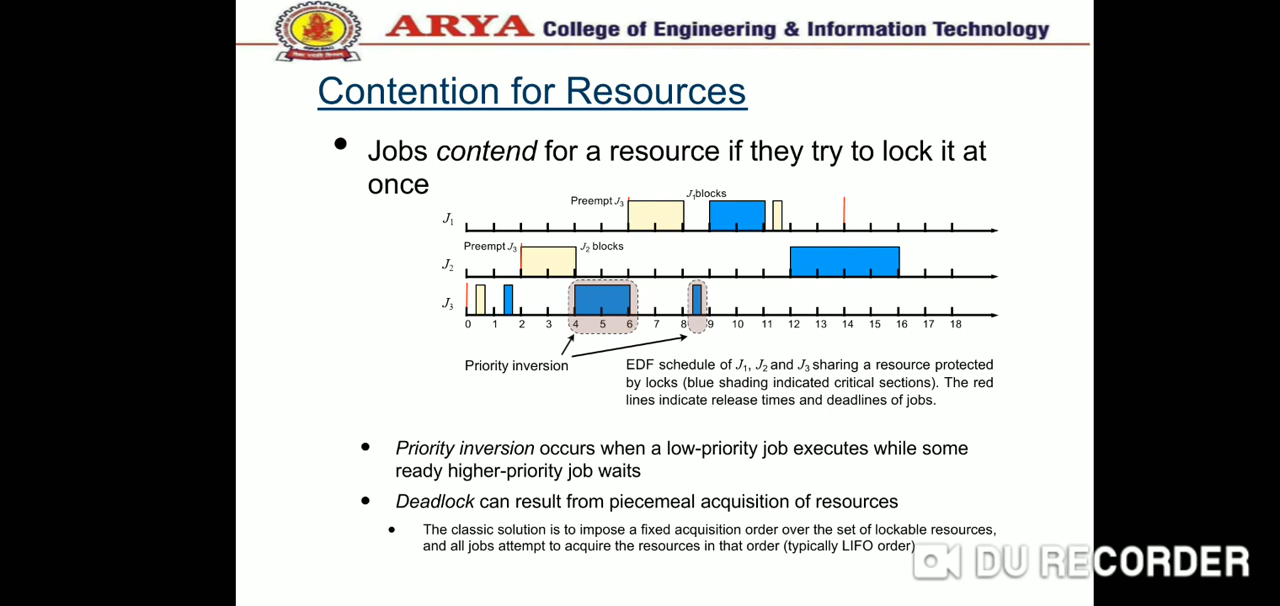 ARYA College of Engineering & Information Technology
Contention for Resources
• Jobs contend for a resource if they try to lock it at
once
Preempt J3 J1 blocks
J1
Preempt J3 J2 blocks
J2
J3
0 1 2 3 4 5 6 7 8 9 10 11 12 13 14 15 16 17 18
Priority inversion
EDF schedule of J1, J2 and J3 sharing a resource protected
by locks (blue shading indicated critical sections). The red
lines indicate release times and deadlines of jobs.
• Priority inversion occurs when a low-priority job executes while some
ready higher-priority job waits
• Deadlock can result from piecemeal acquisition of resources
• The classic solution is to impose a fixed acquisition order over the set of lockable resources,
and all jobs attempt to acquire the resources in that order (typically LIFO order)
DU RECORDER